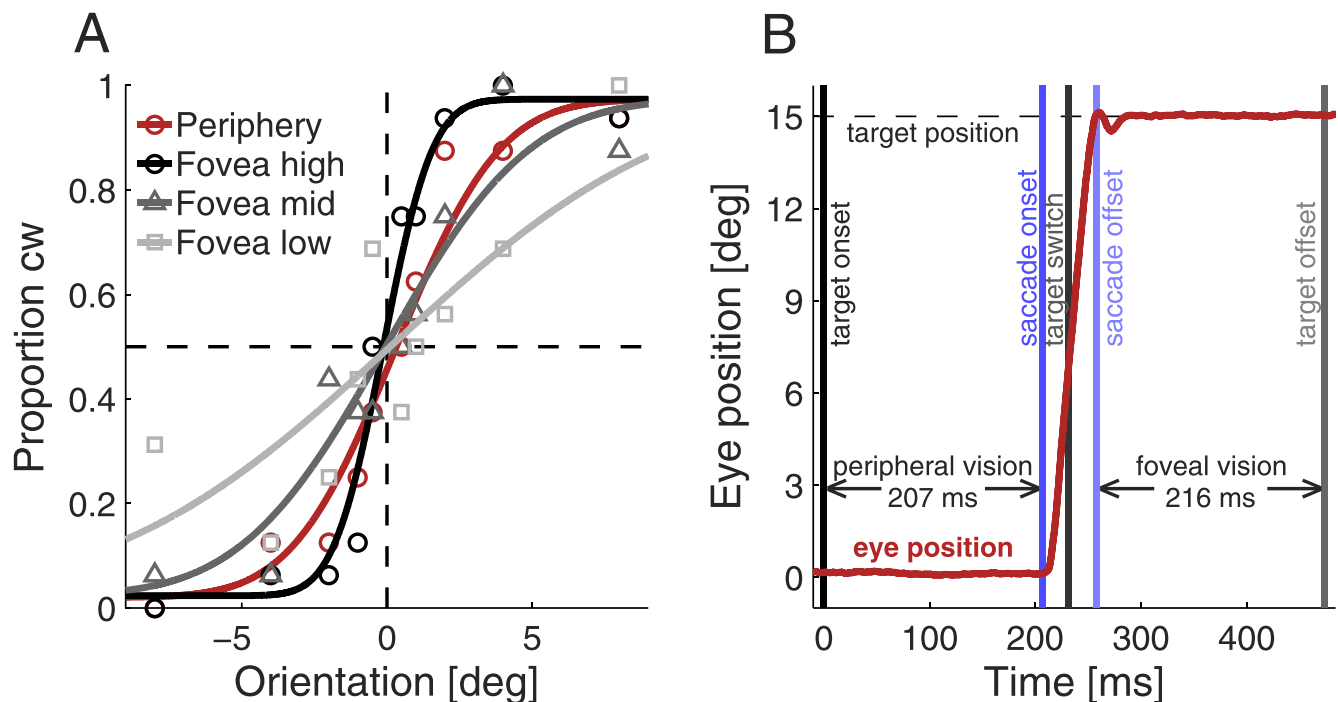 A
Proportion cw
1
0.8
0.6
0.4
0.2
0
Periphery
Fovea high
Fovea mid
Fovea low
−5
0
5
Orientation [deg]
B
Eye position [deg]
15
12
9
6
3
0
target position
target onset
saccade onset
target switch
saccade offset
target offset
peripheral vision
207 ms
foveal vision
216 ms
eye position
0
100
200
300
400
Time [ms]